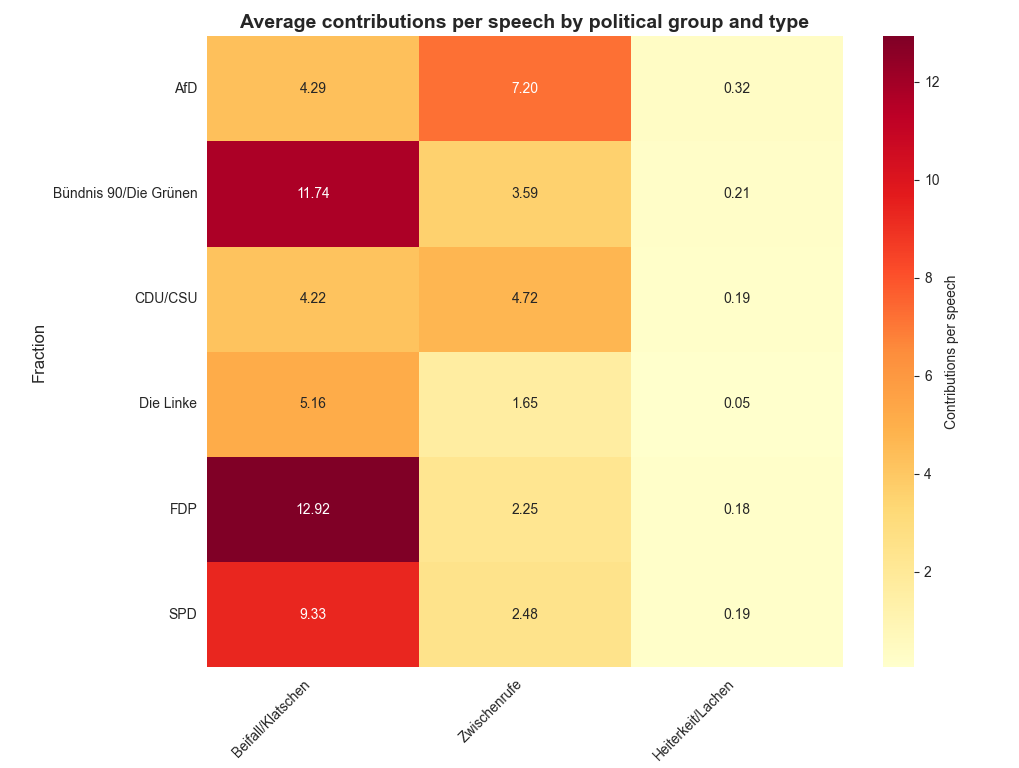 Average contributions per speech by political group and type
Fraction
AfD 4.29 7.20 0.32
Bündnis 90/Die Grünen 11.74 3.59 0.21
CDU/CSU 4.22 4.72 0.19
Die Linke 5.16 1.65 0.05
FDP 12.92 2.25 0.18
SPD 9.33 2.48 0.19
Beifall/Klatschen Zwischenrufe Heiterkeit/Lachen
12
10
8
6
4
2
Contributions per speech